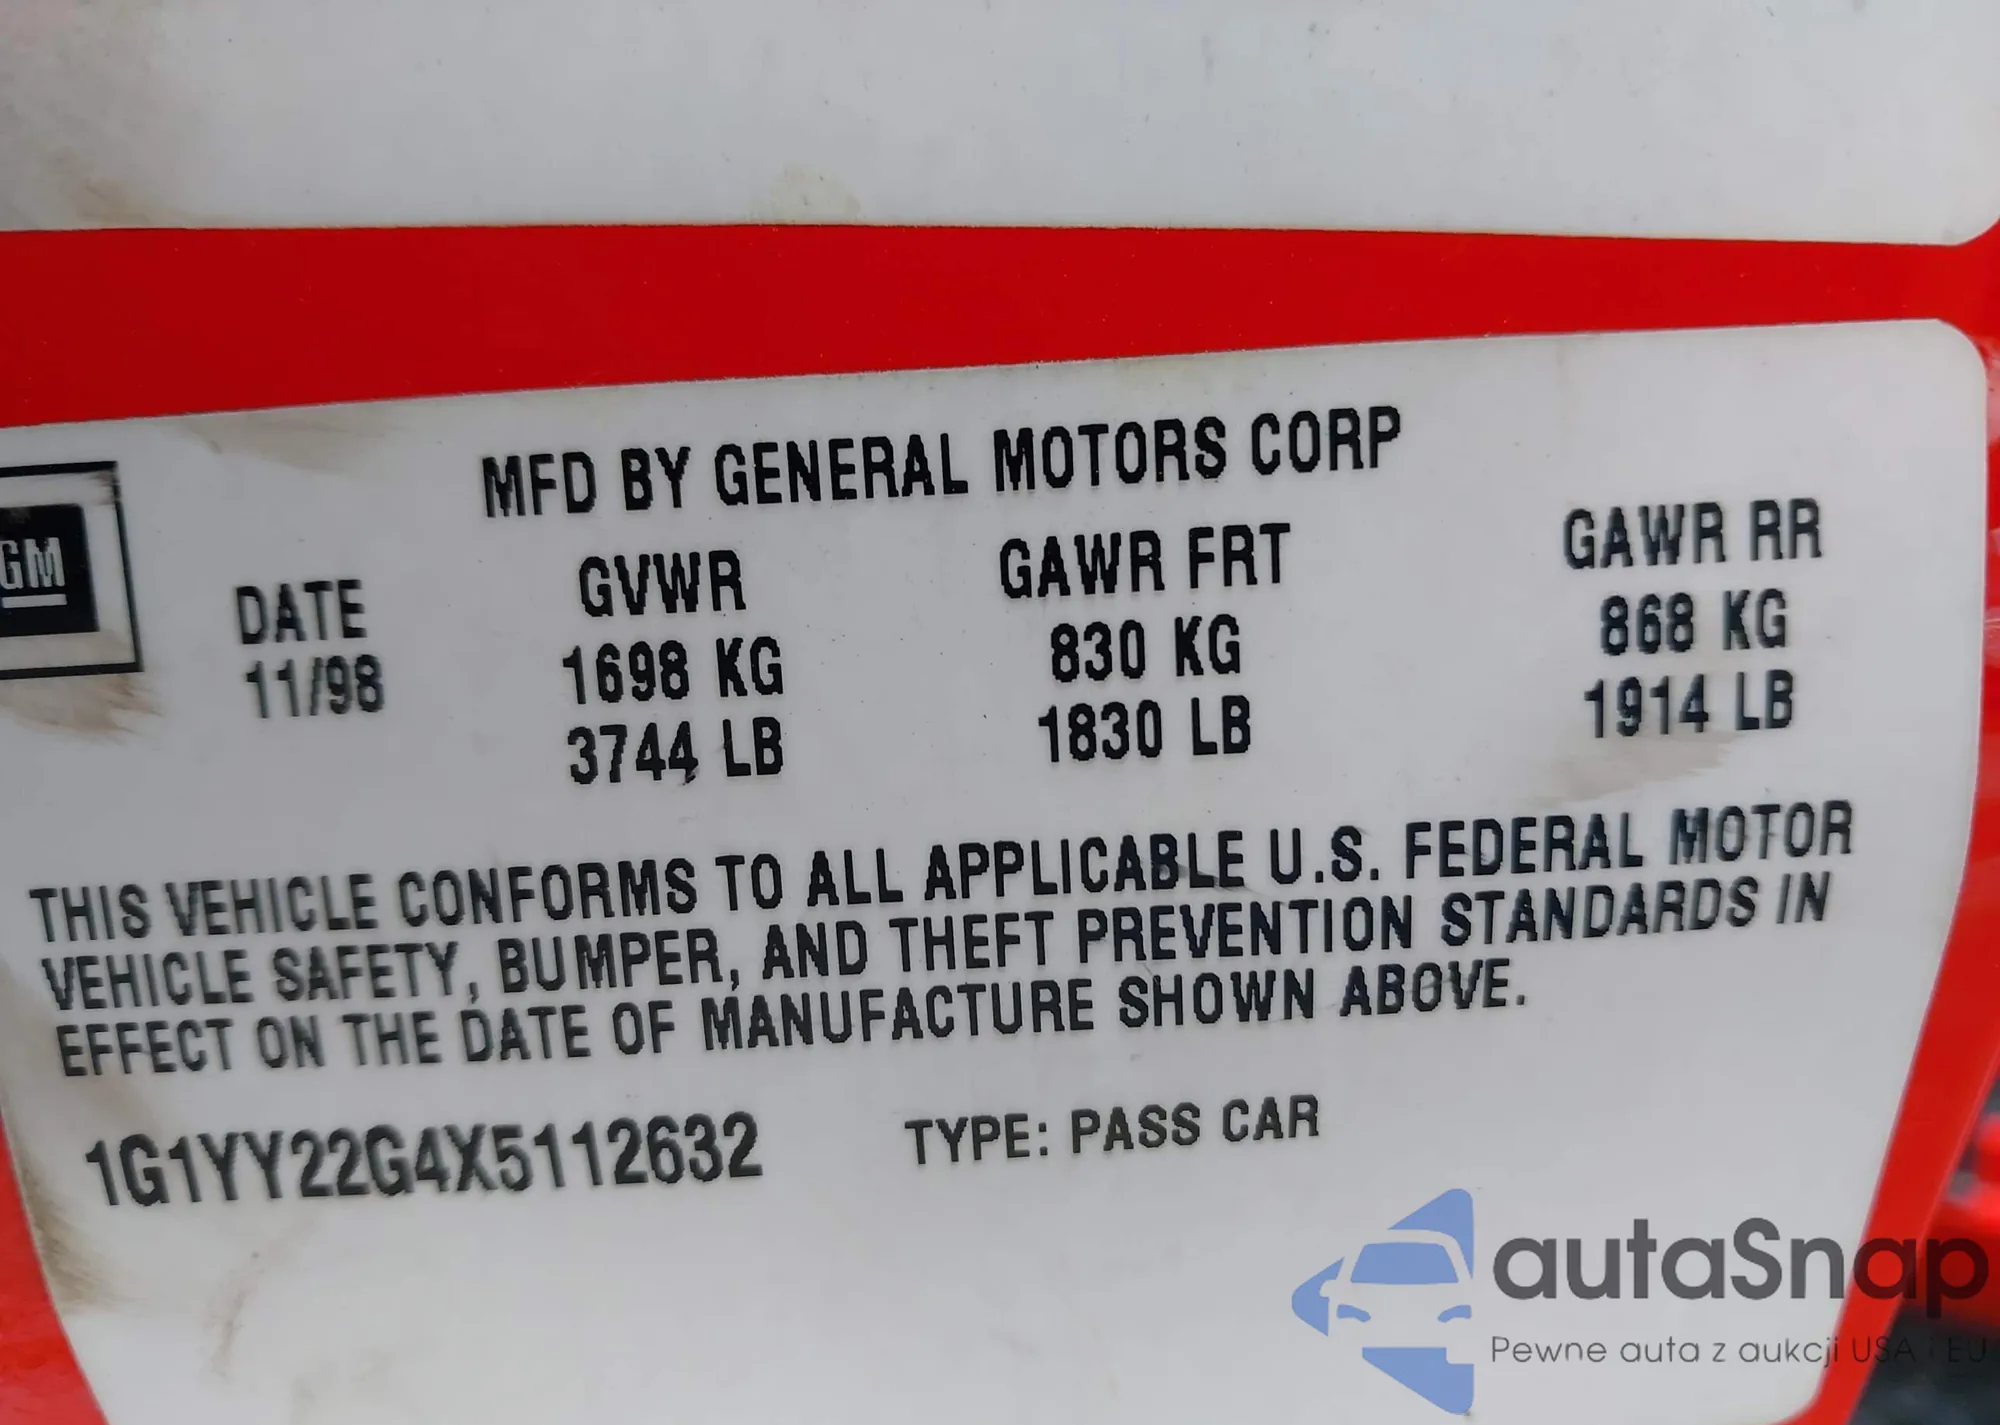 MFD BY GENERAL MOTORS CORP
GM
DATE GVWR GAWR FRT GAWR RR
11/98 1698 KG 830 KG 868 KG
3744 LB 1830 LB 1914 LB
THIS VEHICLE CONFORMS TO ALL APPLICABLE U.S. FEDERAL MOTOR
VEHICLE SAFETY, BUMPER, AND THEFT PREVENTION STANDARDS IN
EFFECT ON THE DATE OF MANUFACTURE SHOWN ABOVE.
1G1YY22G4X5112632 TYPE: PASS CAR
autaSnap
Pewne auta z aukcji USA i EU